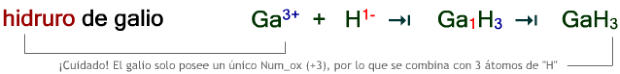 hidruro de galio Ga3+ + H1- → Ga1H3 → GaH3
¡Cuidado! El galio solo posee un único Num_ox (+3), por lo que se combina con 3 átomos de "H"